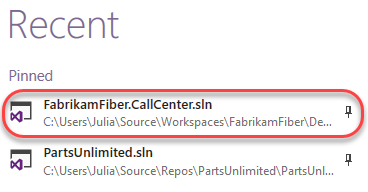 Recent
Pinned
FabrikamFiber.CallCenter.sln
C:\Users\Julia\Source\Workspaces\FabrikamFiber\De...
PartsUnlimited.sln
C:\Users\Julia\Source\Repos\PartsUnlimited\PartsUnl...